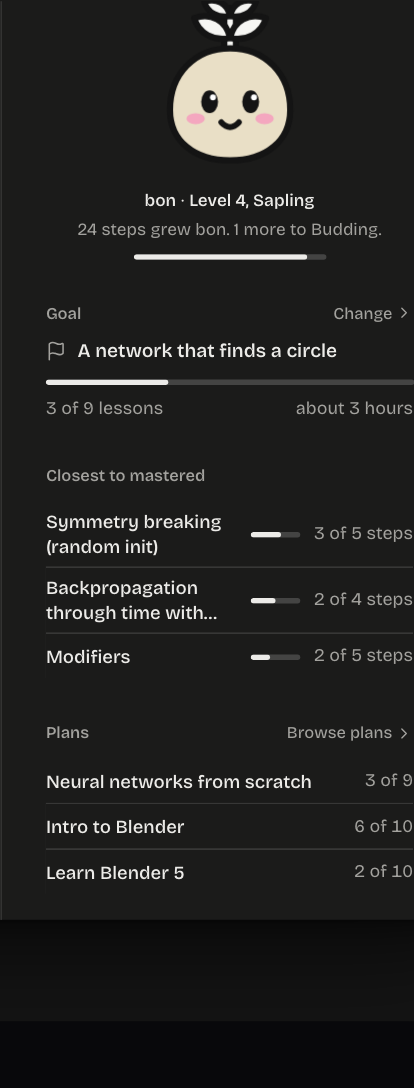 bon · Level 4, Sapling
24 steps grew bon. 1 more to Budding.
Goal
Change
A network that finds a circle
3 of 9 lessons
about 3 hours
Closest to mastered
Symmetry breaking
(random init)
3 of 5 steps
Backpropagation
through time with...
2 of 4 steps
Modifiers
2 of 5 steps
Plans
Browse plans
Neural networks from scratch
3 of 9
Intro to Blender
6 of 10
Learn Blender 5
2 of 10